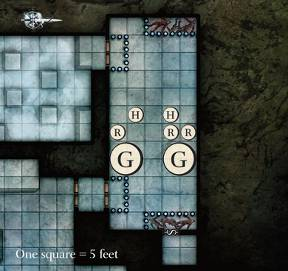 H H
R R R
G G
S
One square = 5 feet